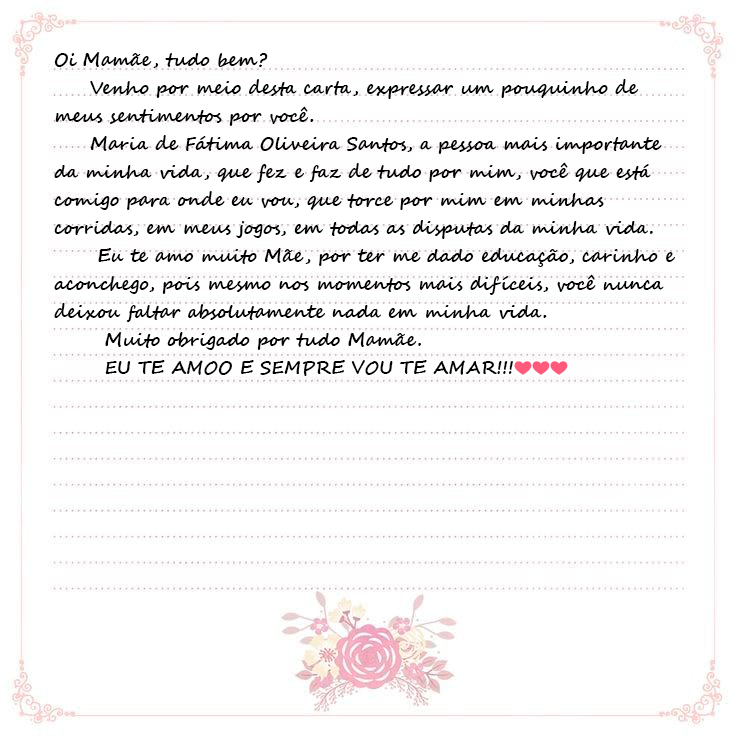 Oi Mamãe, tudo bem?
Venho por meio desta carta, expressar um pouquinho de
meus sentimentos por você.
Maria de Fátima Oliveira Santos, a pessoa mais importante
da minha vida, que fez e faz de tudo por mim, você que está
comigo para onde eu vou, que torce por mim em minhas
corridas, em meus jogos, em todas as disputas da minha vida.
Eu te amo muito Mãe, por ter me dado educação, carinho e
aconchego, pois mesmo nos momentos mais difíceis, você nunca
deixou faltar absolutamente nada em minha vida.
Muito obrigado por tudo Mamãe.
EU TE AMOO E SEMPRE VOU TE AMAR!!!❤❤❤